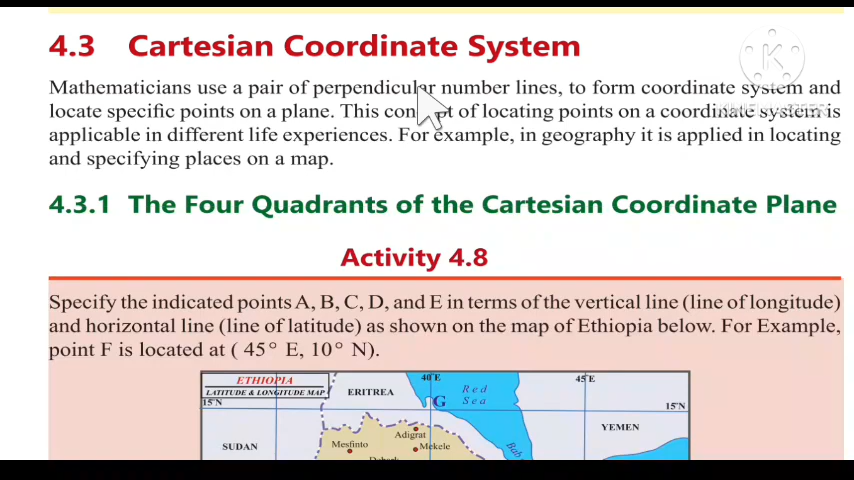 4.3 Cartesian Coordinate System
Mathematicians use a pair of perpendicular number lines, to form coordinate system and
locate specific points on a plane. This concept of locating points on a coordinate system is
applicable in different life experiences. For example, in geography it is applied in locating
and specifying places on a map.
4.3.1 The Four Quadrants of the Cartesian Coordinate Plane
Activity 4.8
Specify the indicated points A, B, C, D, and E in terms of the vertical line (line of longitude)
and horizontal line (line of latitude) as shown on the map of Ethiopia below. For Example,
point F is located at ( 45° E, 10° N).
ETHIOPIA
LATITUDE & LONGITUDE MAP
15°N
ERITREA
40°E
G
Red
Sea
45°E
15°N
YEMEN
SUDAN
Adigrat
Mesfinto
Mekele
K